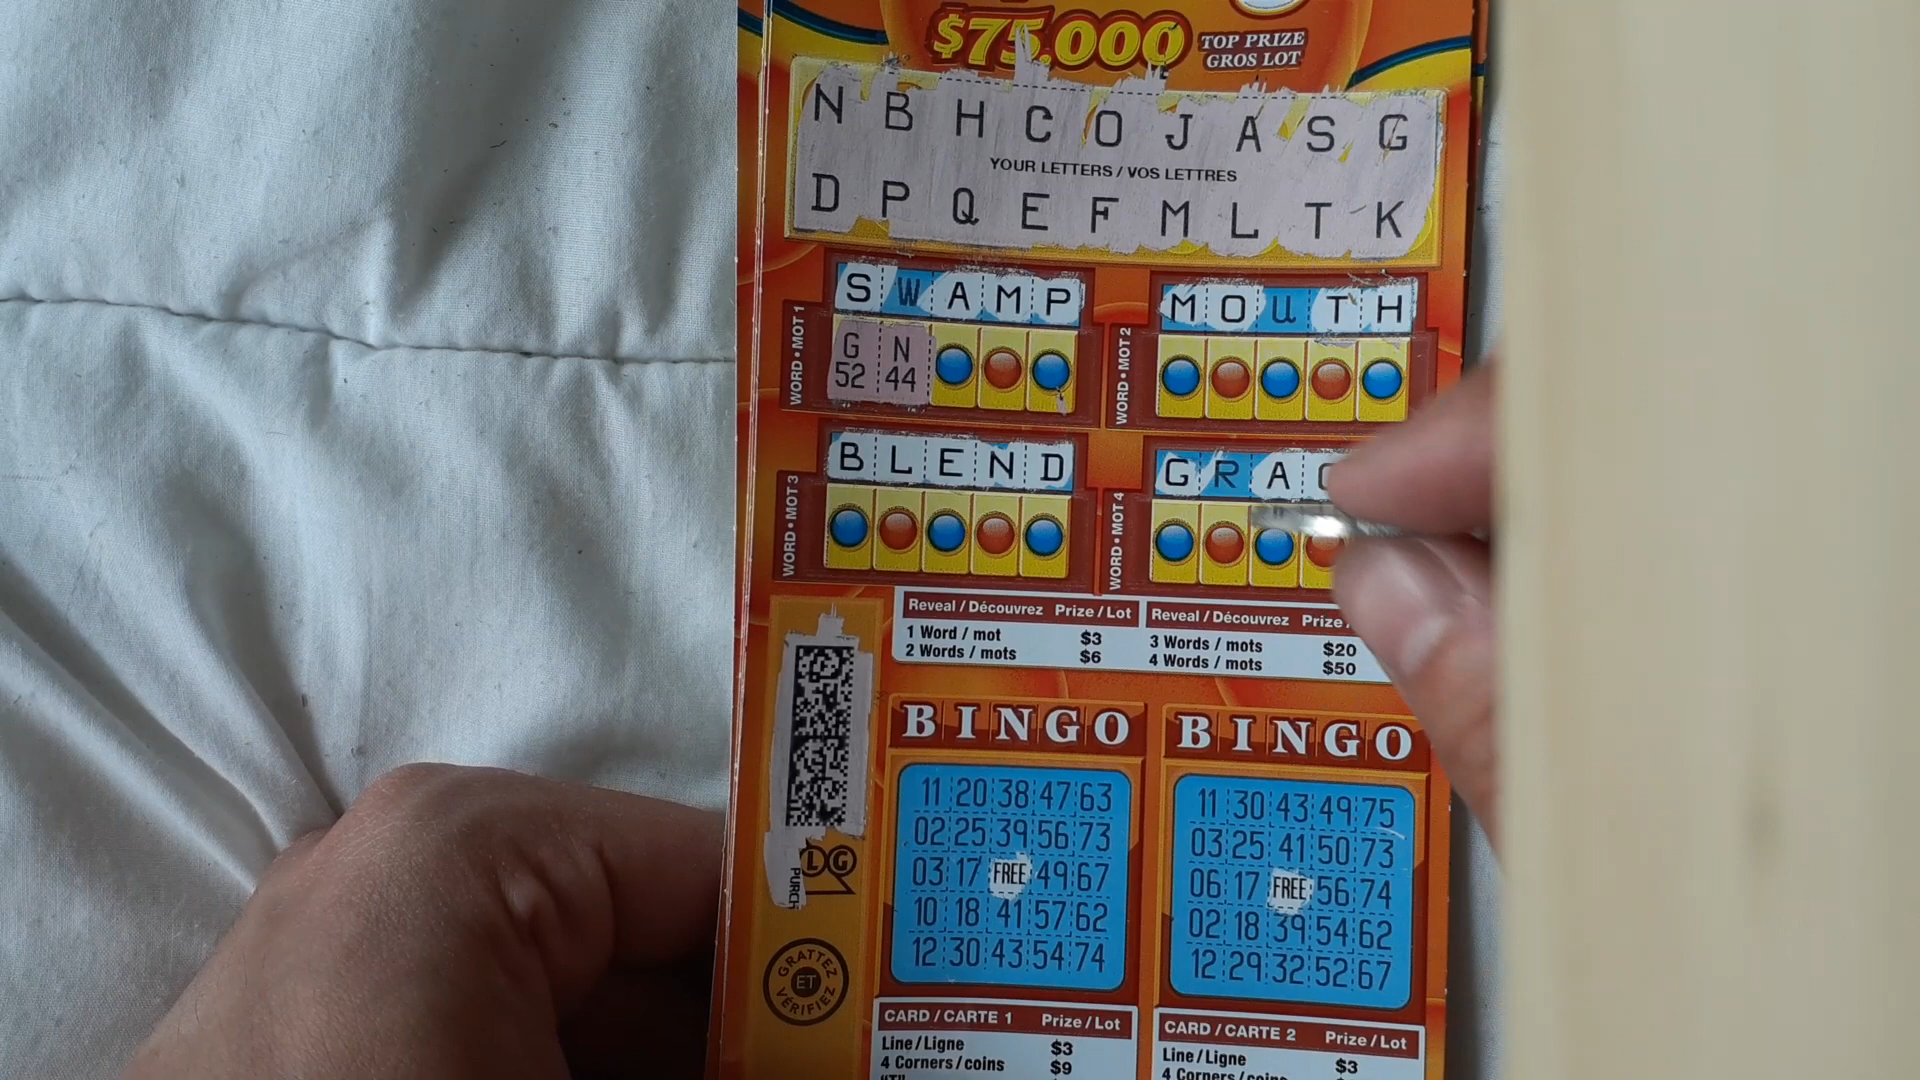 $75,000 TOP PRIZE
GROS LOT
N B H C O J A S G
YOUR LETTERS / VOS LETTRES
D P Q E F M L T K
WORD • MOT 1
S W A M P
G 52 N 44
WORD • MOT 2
M O U T H
WORD • MOT 3
B L E N D
WORD • MOT 4
G R A
Reveal / Découvrez Prize / Lot
1 Word / mot $3
2 Words / mots $6
Reveal / Découvrez Prize /
3 Words / mots $20
4 Words / mots $50
LG
GRATTEZ
ET
VÉRIFIEZ
BINGO
11 20 38 47 63
02 25 39 56 73
03 17 FREE 49 67
10 18 41 57 62
12 30 43 54 74
CARD / CARTE 1 Prize / Lot
Line / Ligne $3
4 Corners / coins $9
BINGO
11 30 43 49 75
03 25 41 50 73
06 17 FREE 56 74
02 18 39 54 62
12 29 32 52 67
CARD / CARTE 2 Prize / Lot
Line / Ligne $3
4 Corners / coins